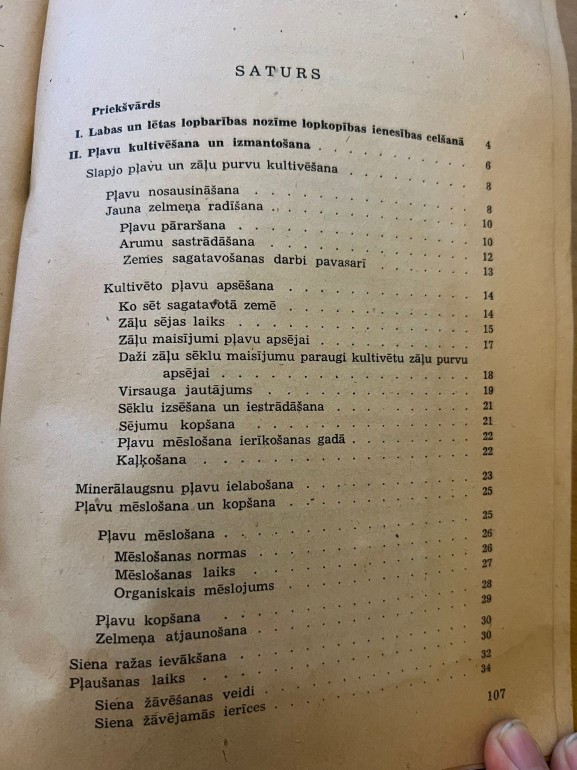 SATURS
Priekšvārds
I. Labas un lētas lopbarības nozīme lopkopības ienesības celšanā 4
II. Pļavu kultivēšana un izmantošana . . . . . . . . 6
Slapjo pļavu un zāļu purvu kultivēšana . . . . . . . 8
Pļavu nosausināšana . . . . . . . . . . 8
Jauna zelmeņa radīšana . . . . . . . . . 10
Pļavu pāraršana . . . . . . . . . . 10
Arumu sastrādāšana . . . . . . . . . 12
Zemes sagatavošanas darbi pavasarī . . . . . 13
Kultivēto pļavu apsēšana . . . . . . . . 14
Ko sēt sagatavotā zemē . . . . . . . . 14
Zāļu sējas laiks . . . . . . . . . . 15
Zāļu maisījumi pļavu apsējai . . . . . . . 17
Daži zāļu sēklu maisījumu paraugi kultivētu zāļu purvu
apsējai . . . . . . . . . . . 18
Virsauga jautājums . . . . . . . . . 19
Sēklu izsēšana un iestrādāšana . . . . . . 21
Sējumu kopšana . . . . . . . . . . 21
Pļavu mēslošana ierīkošanas gadā . . . . . . 22
Kaļķošana . . . . . . . . . . . 22
Minerālaugsnu pļavu ielabošana . . . . . . . 23
Pļavu mēslošana un kopšana . . . . . . . . 25
Pļavu mēslošana . . . . . . . . . . 25
Mēslošanas normas . . . . . . . . . 26
Mēslošanas laiks . . . . . . . . . . 26
Organiskais mēslojums . . . . . . . . 27
Pļavu kopšana . . . . . . . . . . 28
Zelmeņa atjaunošana . . . . . . . . . 29
Siena ražas ievākšana . . . . . . . . . 30
Pļaušanas laiks . . . . . . . . . . 30
Siena žāvēšanas veidi . . . . . . . . 32
Siena žāvējamās ierīces . . . . . . . . 34
107